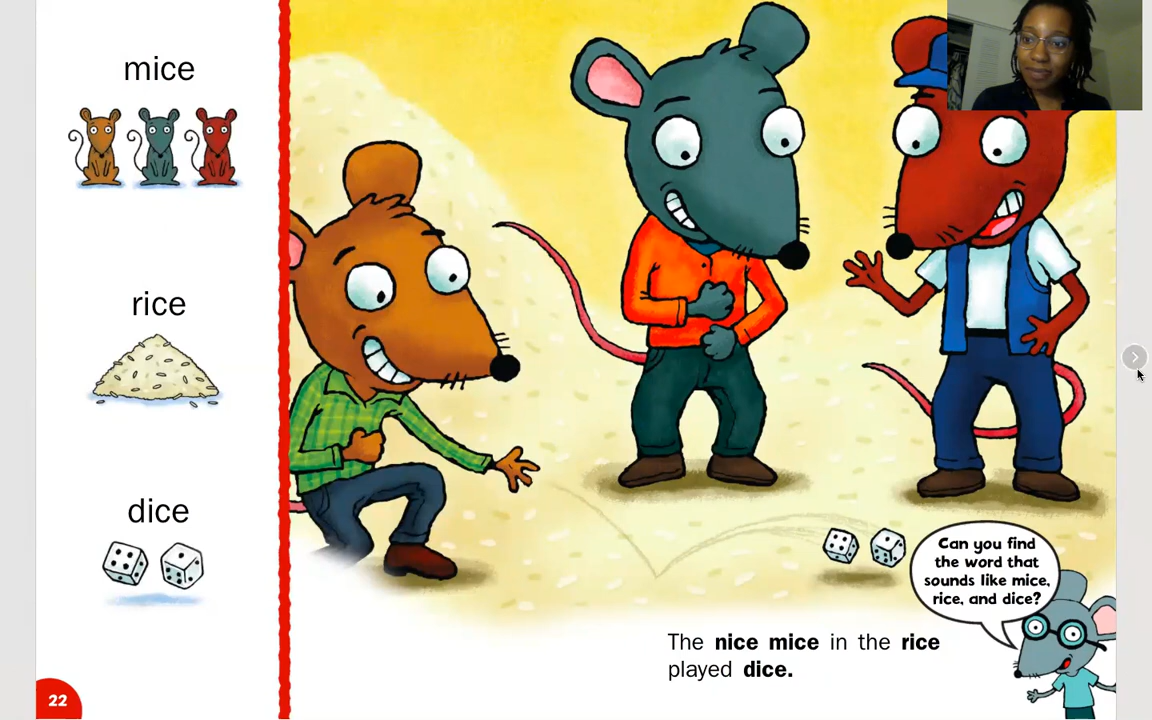 mice
rice
dice
Can you find
the word that
sounds like mice,
rice, and dice?
The nice mice in the rice
played dice.
22